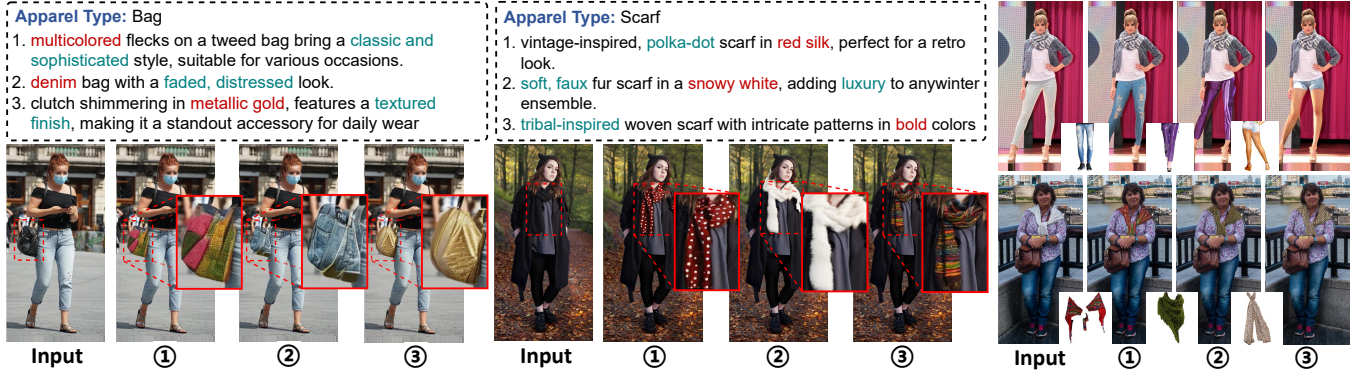 Apparel Type: Bag
1. multicolored flecks on a tweed bag bring a classic and
sophisticated style, suitable for various occasions.
2. denim bag with a faded, distressed look.
3. clutch shimmering in metallic gold, features a textured
finish, making it a standout accessory for daily wear
Input ① ② ③
Apparel Type: Scarf
1. vintage-inspired, polka-dot scarf in red silk, perfect for a retro
look.
2. soft, faux fur scarf in a snowy white, adding luxury to anywinter
ensemble.
3. tribal-inspired woven scarf with intricate patterns in bold colors
Input ① ② ③
Input ① ② ③